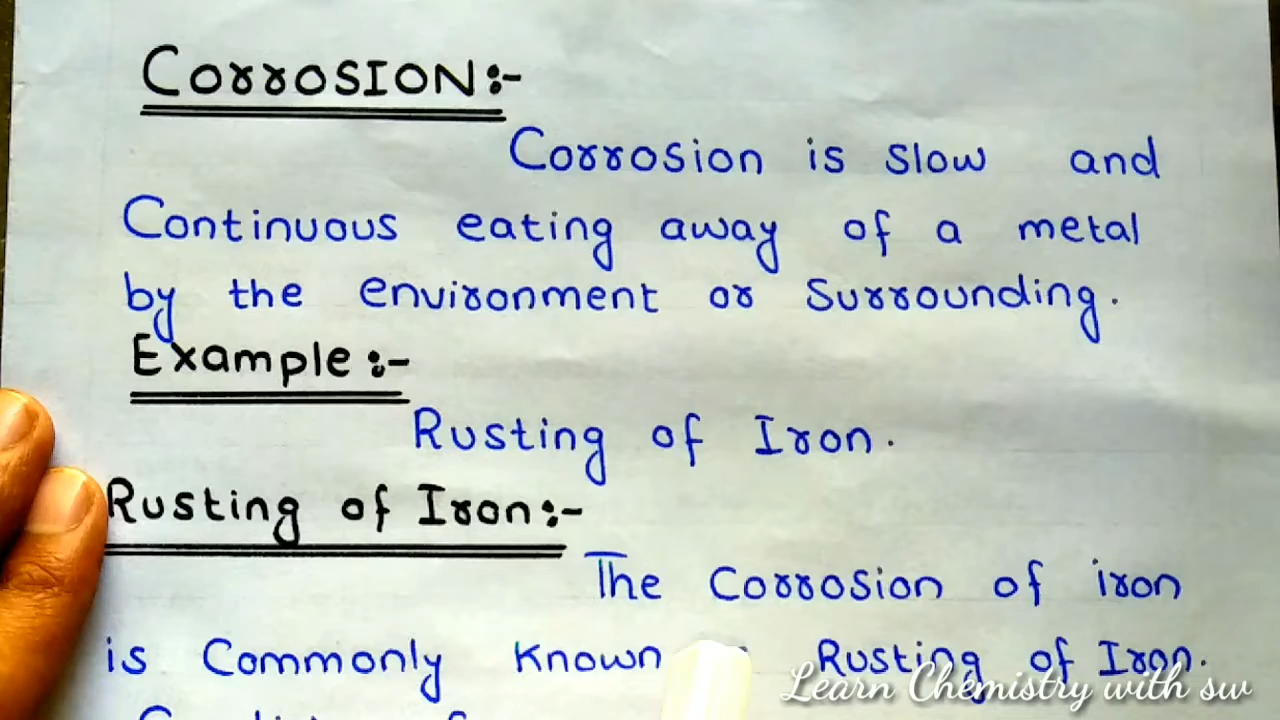 CorrOSION:-
Corrosion is slow and
Continuous eating away of a metal
by the environment or Surrounding.
Example:-
Rusting of Iron.
Rusting of Iron:-
The Corrosion of iron
is Commonly known Rusting of Iron.
Learn Chemistry with sw